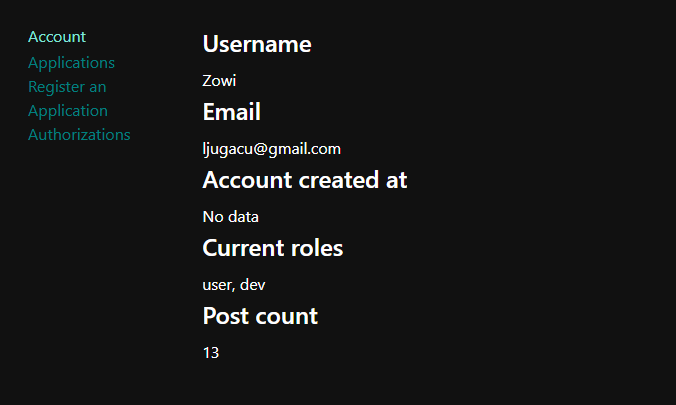 Account
Applications
Register an
Application
Authorizations
Username
Zowi
Email
ljugacu@gmail.com
Account created at
No data
Current roles
user, dev
Post count
13